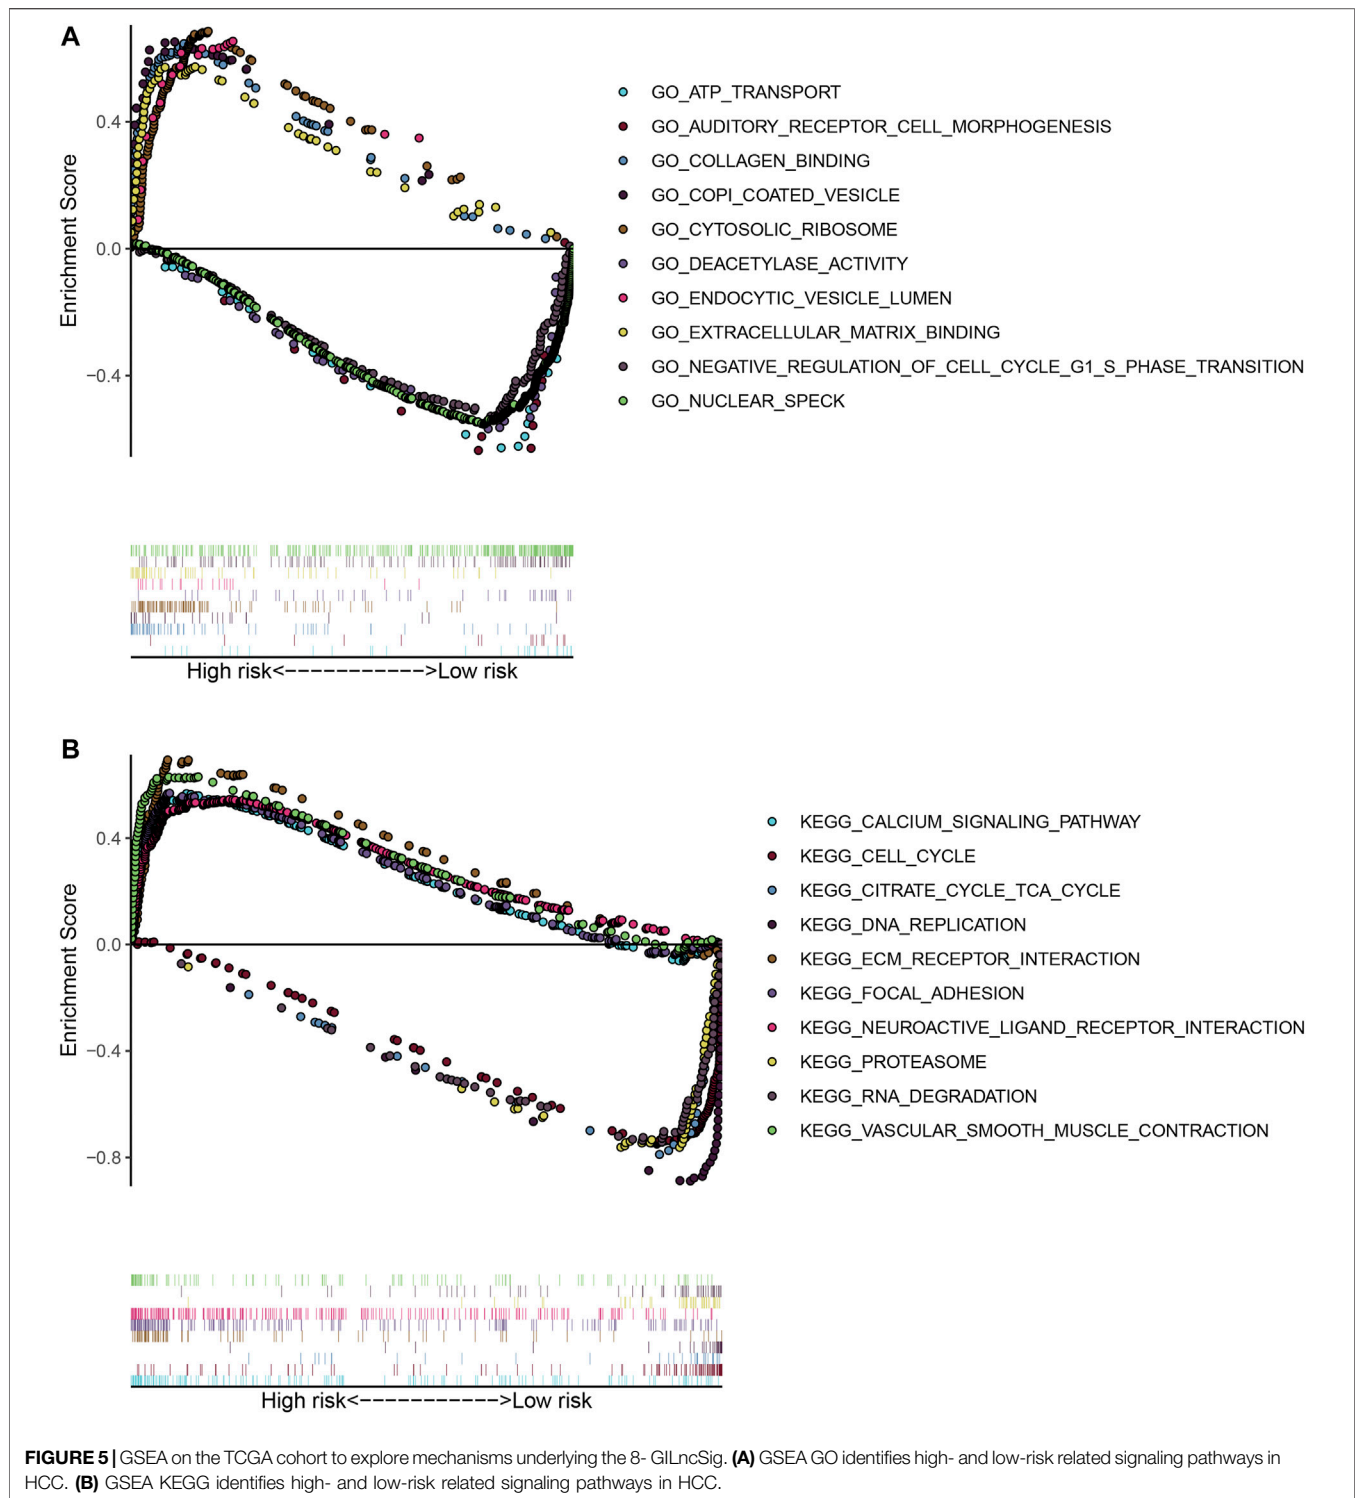 A
Enrichment Score
0.4
0.0
−0.4
GO_ATP_TRANSPORT
GO_AUDITORY_RECEPTOR_CELL_MORPHOGENESIS
GO_COLLAGEN_BINDING
GO_COPI_COATED_VESICLE
GO_CYTOSOLIC_RIBOSOME
GO_DEACETYLASE_ACTIVITY
GO_ENDOCYTIC_VESICLE_LUMEN
GO_EXTRACELLULAR_MATRIX_BINDING
GO_NEGATIVE_REGULATION_OF_CELL_CYCLE_G1_S_PHASE_TRANSITION
GO_NUCLEAR_SPECK
High risk<----------->Low risk
B
Enrichment Score
0.4
0.0
−0.4
−0.8
KEGG_CALCIUM_SIGNALING_PATHWAY
KEGG_CELL_CYCLE
KEGG_CITRATE_CYCLE_TCA_CYCLE
KEGG_DNA_REPLICATION
KEGG_ECM_RECEPTOR_INTERACTION
KEGG_FOCAL_ADHESION
KEGG_NEUROACTIVE_LIGAND_RECEPTOR_INTERACTION
KEGG_PROTEASOME
KEGG_RNA_DEGRADATION
KEGG_VASCULAR_SMOOTH_MUSCLE_CONTRACTION
High risk<----------->Low risk
FIGURE 5 | GSEA on the TCGA cohort to explore mechanisms underlying the 8- GILncSig. (A) GSEA GO identifies high- and low-risk related signaling pathways in
HCC. (B) GSEA KEGG identifies high- and low-risk related signaling pathways in HCC.